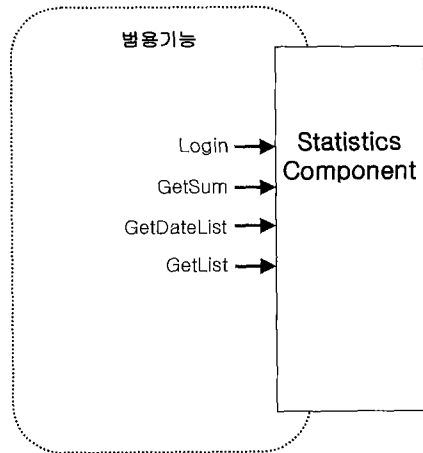 범용기능
Login
GetSum
GetDateList
GetList
Statistics
Component